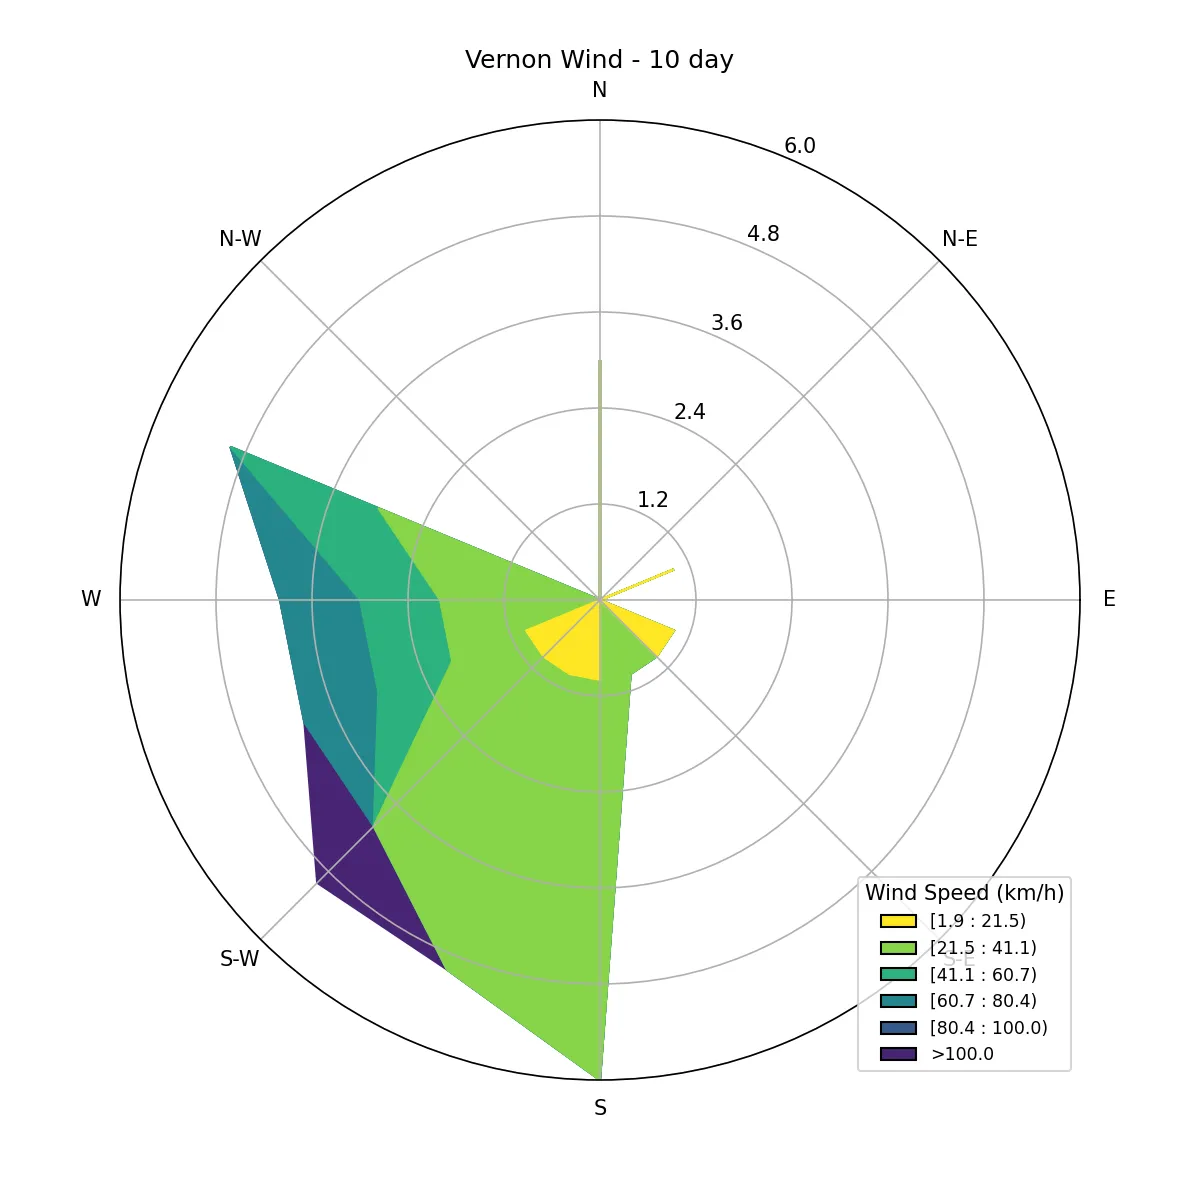 Vernon Wind - 10 day
N
6.0
N-W
4.8
N-E
3.6
2.4
1.2
W
E
Wind Speed (km/h)
[1.9 : 21.5)
[21.5 : 41.1)
S-W
S-E
[41.1 : 60.7)
[60.7 : 80.4)
[80.4 : 100.0)
>100.0
S